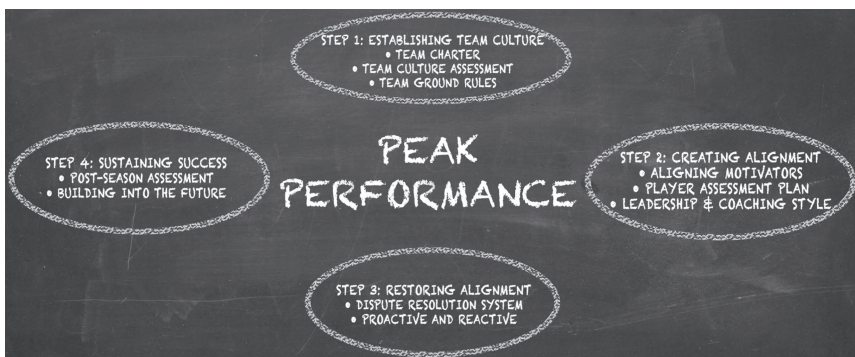 STEP 1: ESTABLISHING TEAM CULTURE
• TEAM CHARTER
• TEAM CULTURE ASSESSMENT
• TEAM GROUND RULES
PEAK
PERFORMANCE
STEP 2: CREATING ALIGNMENT
• ALIGNING MOTIVATORS
• PLAYER ASSESSMENT PLAN
• LEADERSHIP & COACHING STYLE
STEP 3: RESTORING ALIGNMENT
• DISPUTE RESOLUTION SYSTEM
• PROACTIVE AND REACTIVE
STEP 4: SUSTAINING SUCCESS
• POST-SEASON ASSESSMENT
• BUILDING INTO THE FUTURE